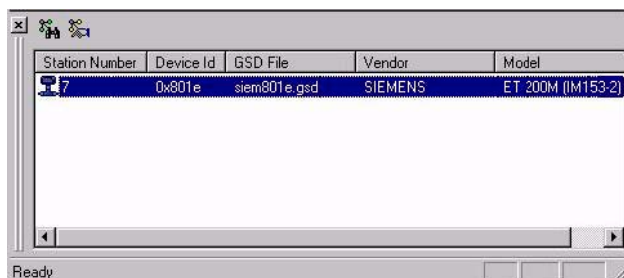 Station Number Device Id GSD File Vendor Model
7 0x801e siem801e.gsd SIEMENS ET 200M (IM153-2)
Ready